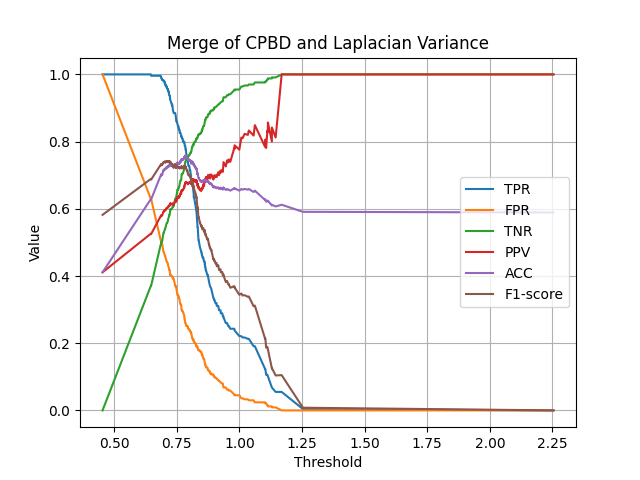 Merge of CPBD and Laplacian Variance
1.0
0.8
0.6
0.4
0.2
0.0
Value
TPR
FPR
TNR
PPV
ACC
F1-score
0.50 0.75 1.00 1.25 1.50 1.75 2.00 2.25
Threshold